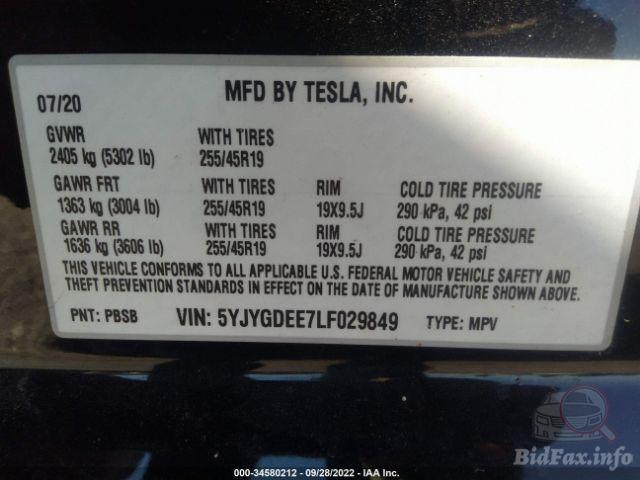 MFD BY TESLA, INC.
07/20
GVWR WITH TIRES
2405 kg (5302 lb) 255/45R19
GAWR FRT WITH TIRES RIM COLD TIRE PRESSURE
1363 kg (3004 lb) 255/45R19 19X9.5J 290 kPa, 42 psi
GAWR RR WITH TIRES RIM COLD TIRE PRESSURE
1636 kg (3606 lb) 255/45R19 19X9.5J 290 kPa, 42 psi
THIS VEHICLE CONFORMS TO ALL APPLICABLE U.S. FEDERAL MOTOR VEHICLE SAFETY AND
THEFT PREVENTION STANDARDS IN EFFECT ON THE DATE OF MANUFACTURE SHOWN ABOVE.
PNT: PBSB VIN: 5YJYGDEE7LF029849 TYPE: MPV
BidFax.info
000-34580212 - 09/28/2022 - IAA Inc.